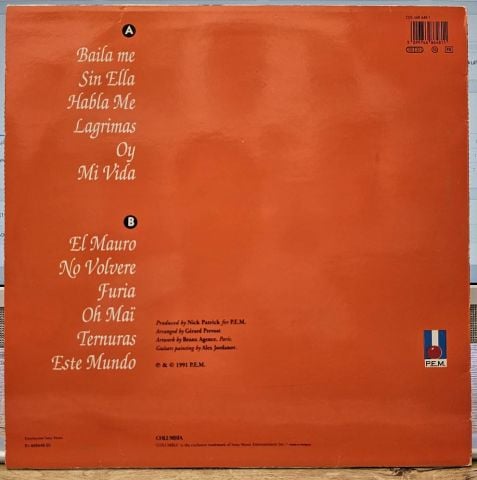 A
Baila me
Sin Ella
Habla Me
Lagrimas
Oy
Mi Vida
B
El Mauro
No Volvere
Furia
Oh Maï
Ternuras
Este Mundo
Produced by Nick Patrick for P.E.M.
Arranged by Gérard Prevost
Artwork by Beaux Agence, Paris.
Guitars painting by Alex Jordanov.
℗ & © 1991 P.E.M.
P.E.M.
COLUMBIA